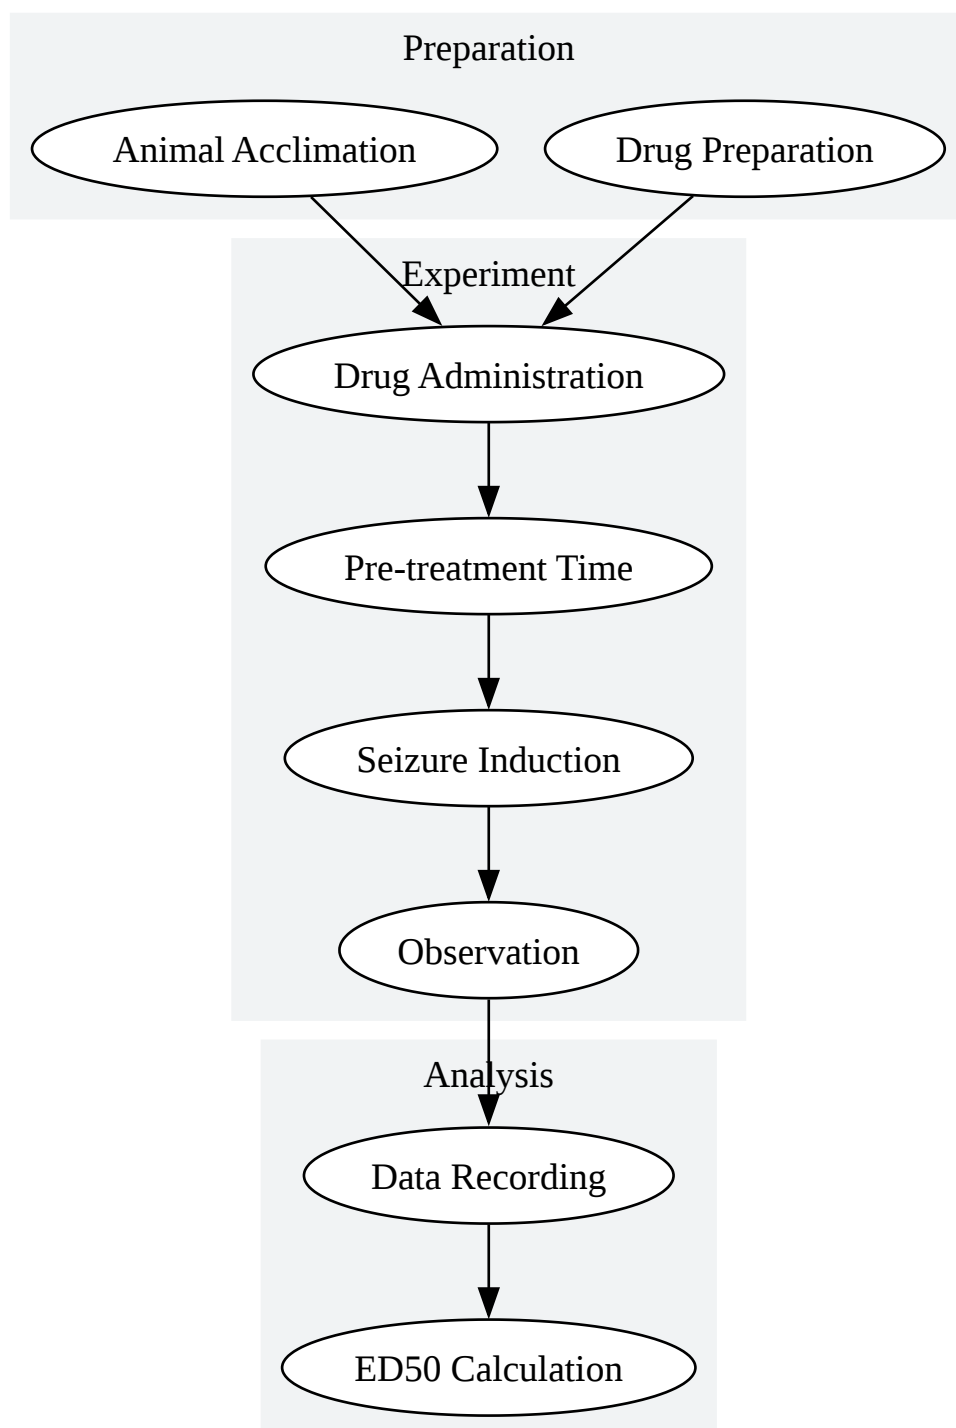 Preparation
Animal Acclimation
Drug Preparation
Experiment
Drug Administration
Pre-treatment Time
Seizure Induction
Observation
Analysis
Data Recording
ED50 Calculation